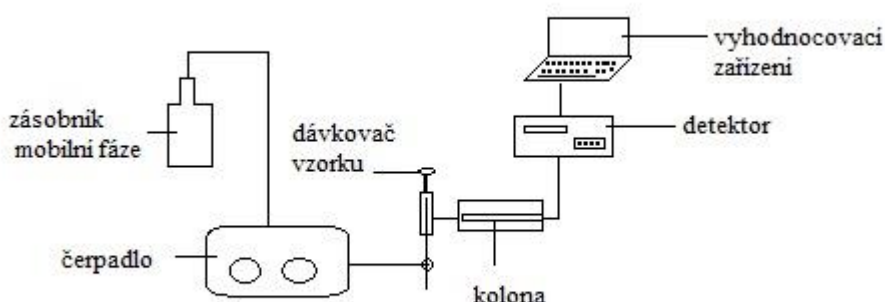 vyhodnocovací
zařízení
zásobník
mobilní fáze
dávkovač
vzorku
detektor
čerpadlo
kolona